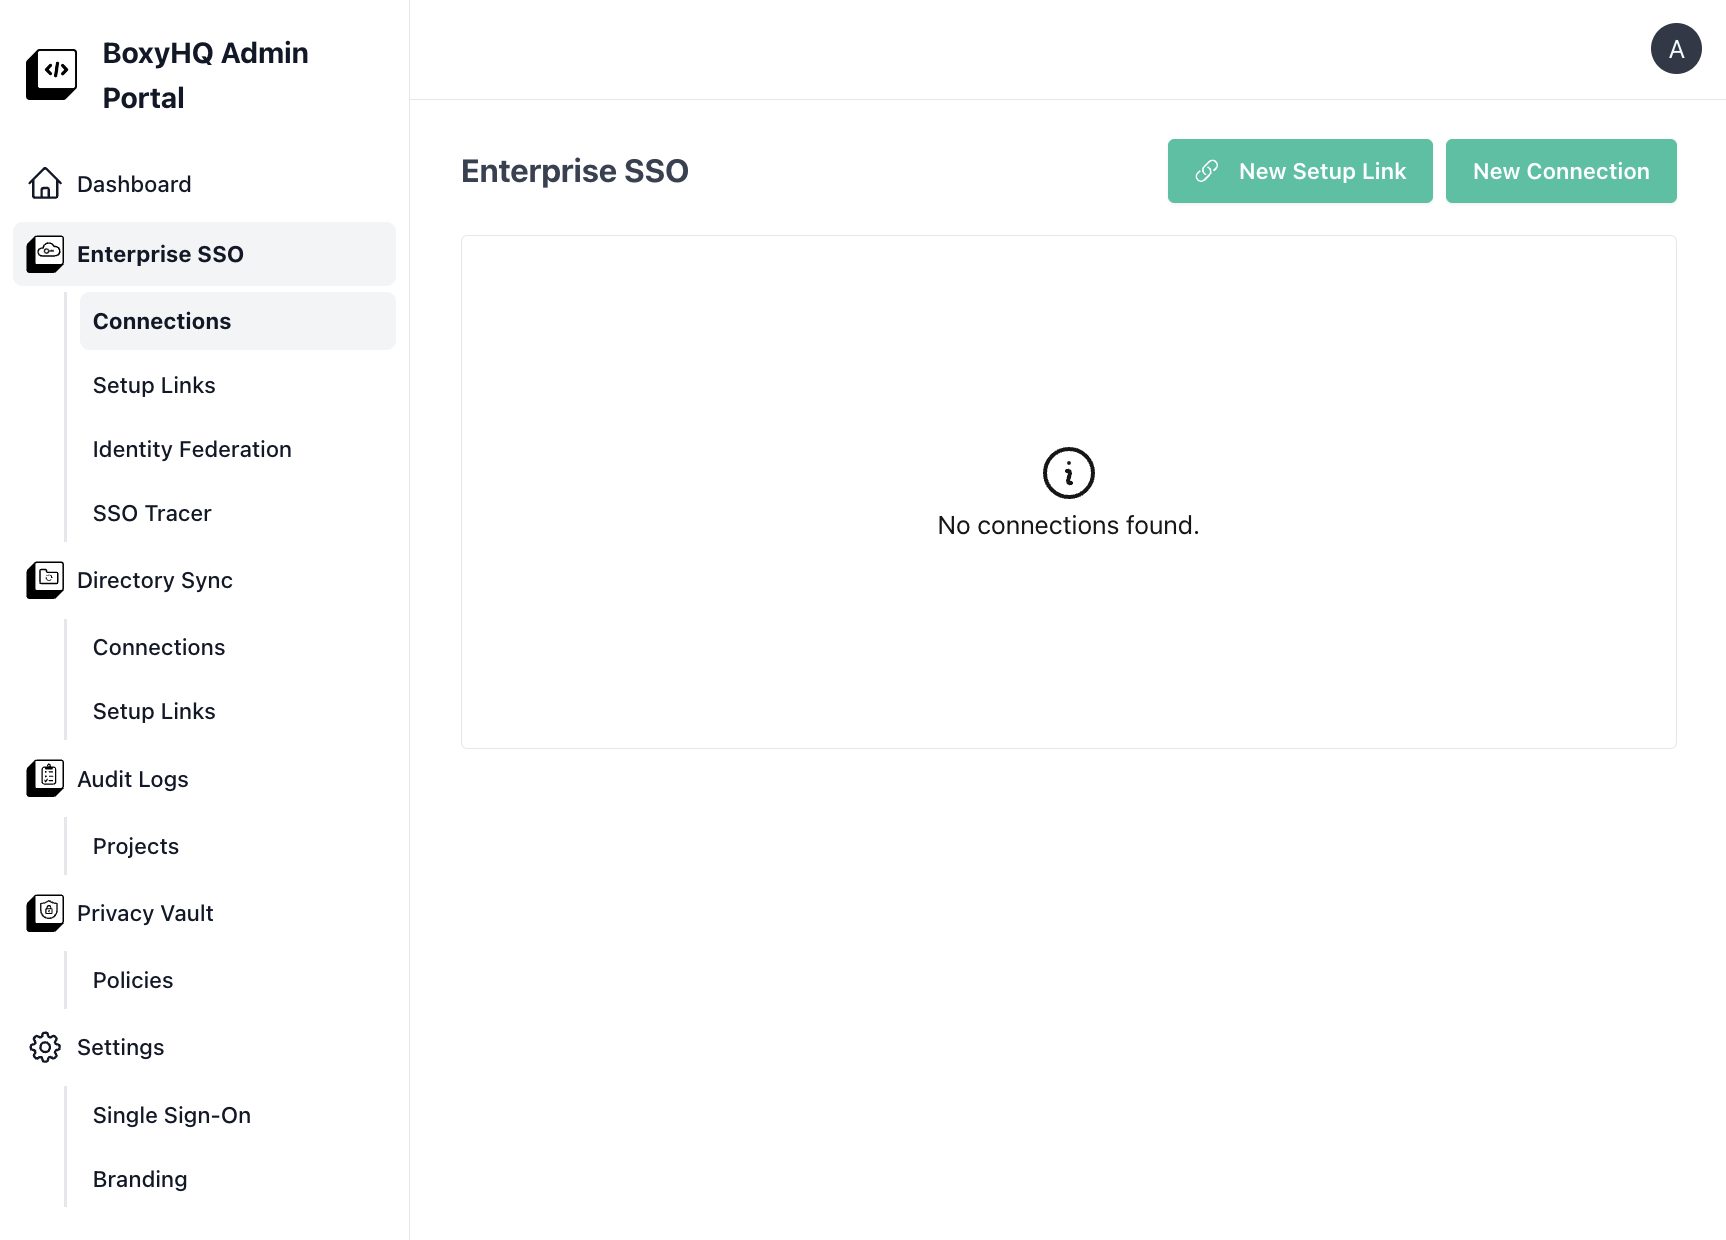 BoxyHQ Admin
Portal
Dashboard
Enterprise SSO
Connections
Setup Links
Identity Federation
SSO Tracer
Directory Sync
Connections
Setup Links
Audit Logs
Projects
Privacy Vault
Policies
Settings
Single Sign-On
Branding
A
Enterprise SSO
New Setup Link
New Connection
No connections found.